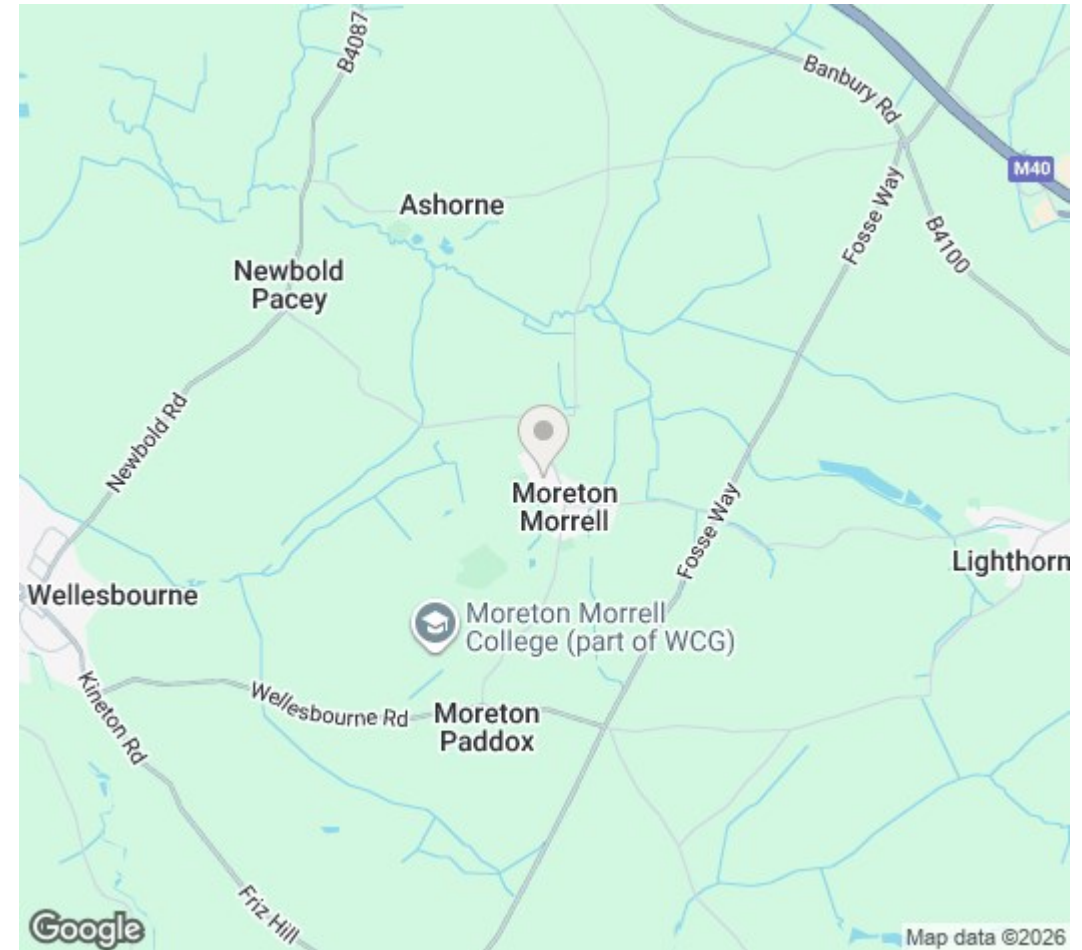 B4087
Banbury Rd
M40
Ashorne
Fosse Way
B4100
Newbold
Pacey
Newbold Rd
Moreton
Morrell
Fosse Way
Lighthorn
Wellesbourne
Moreton Morrell
College (part of WCG)
Kineton Rd
Wellesbourne Rd
Moreton
Paddox
Friz Hill
Google
Map data ©2026